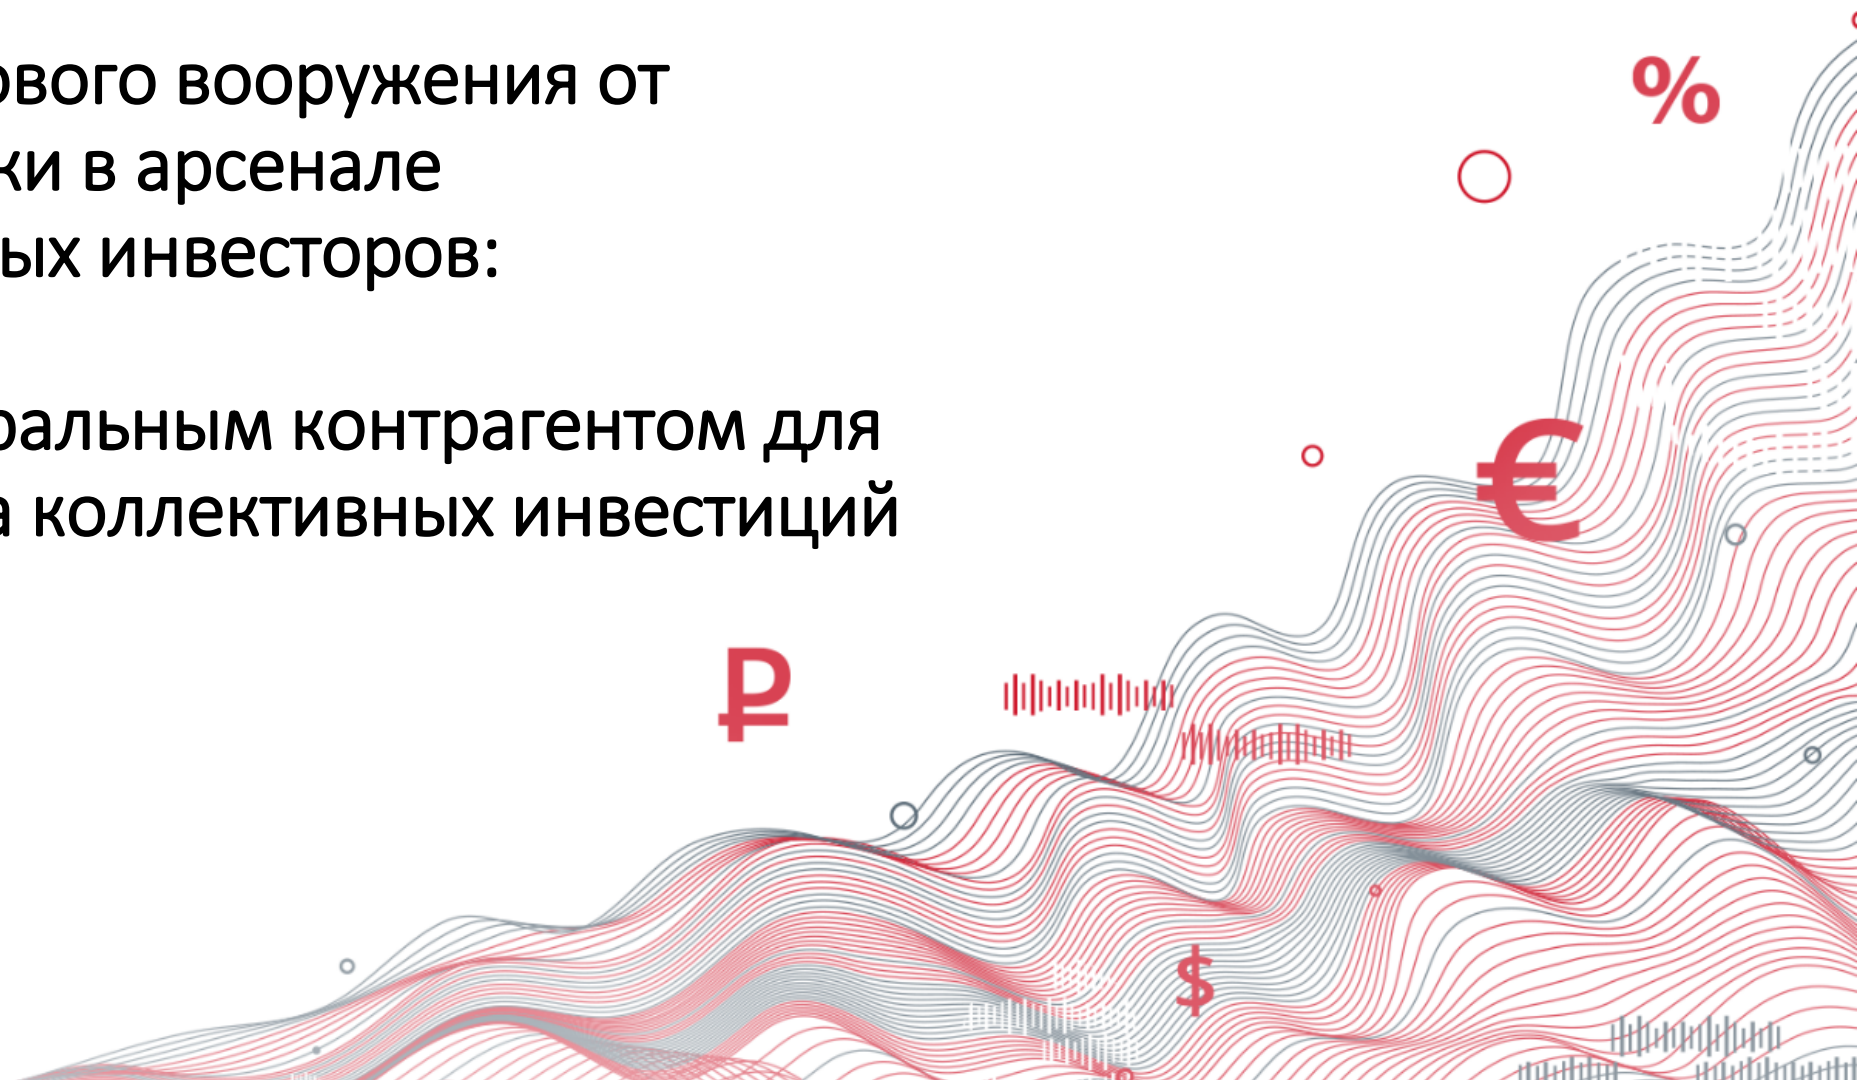 ового вооружения от
ки в арсенале
ых инвесторов:
ральным контрагентом для
а коллективных инвестиций
%
€
₽
$